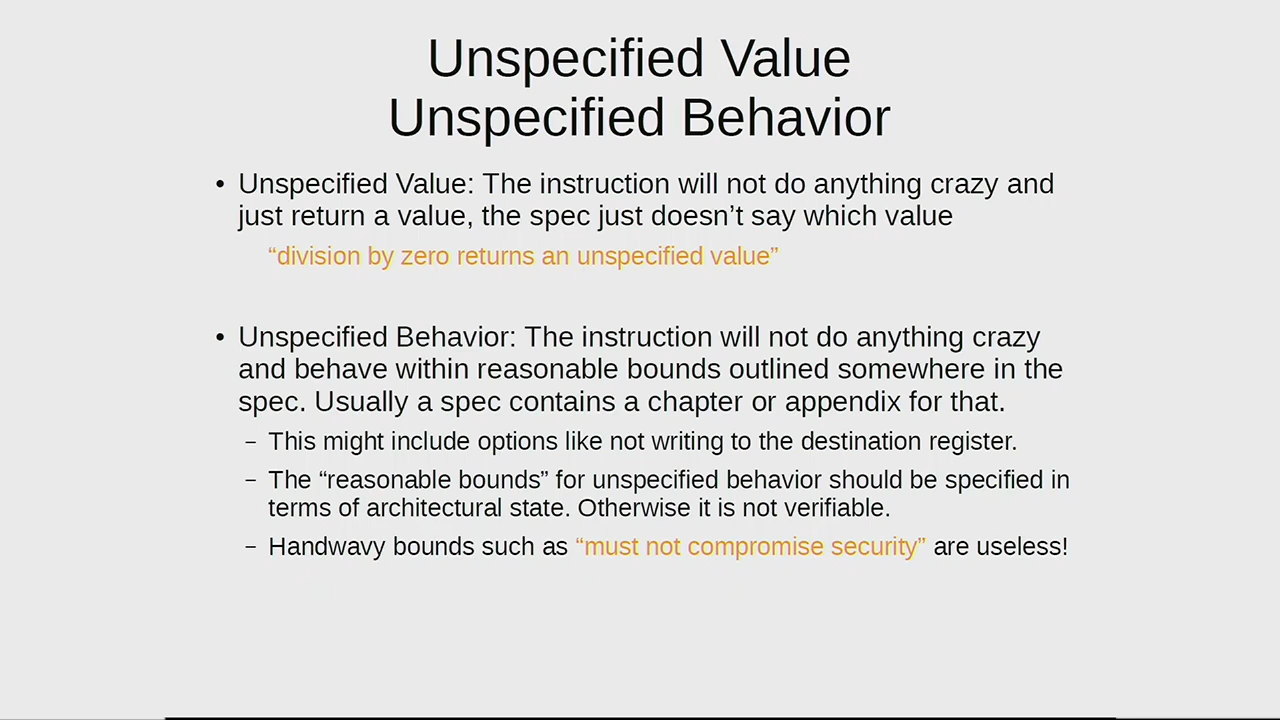 Unspecified Value
Unspecified Behavior
• Unspecified Value: The instruction will not do anything crazy and
just return a value, the spec just doesn’t say which value
“division by zero returns an unspecified value”
• Unspecified Behavior: The instruction will not do anything crazy
and behave within reasonable bounds outlined somewhere in the
spec. Usually a spec contains a chapter or appendix for that.
– This might include options like not writing to the destination register.
– The “reasonable bounds” for unspecified behavior should be specified in
terms of architectural state. Otherwise it is not verifiable.
– Handwavy bounds such as “must not compromise security” are useless!